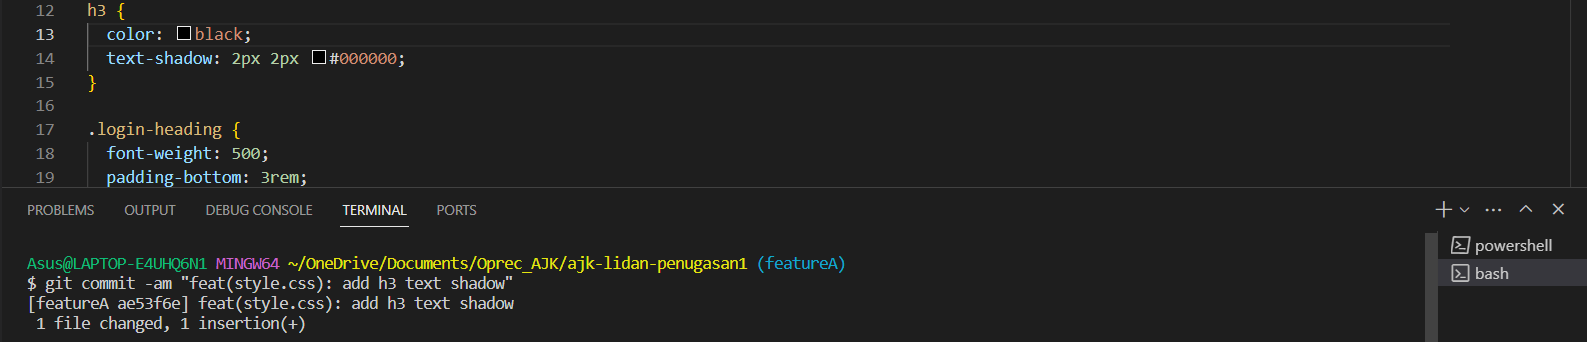 12 h3 {
13 color: black;
14 text-shadow: 2px 2px #000000;
15 }
16
17 .login-heading {
18 font-weight: 500;
19 padding-bottom: 3rem;
PROBLEMS OUTPUT DEBUG CONSOLE TERMINAL PORTS
powershell
bash
Asus@LAPTOP-E4UHQ6N1 MINGW64 ~/OneDrive/Documents/Oprec_AJK/ajk-lidan-penugasan1 (featureA)
$ git commit -am "feat(style.css): add h3 text shadow"
[featureA ae53f6e] feat(style.css): add h3 text shadow
1 file changed, 1 insertion(+)